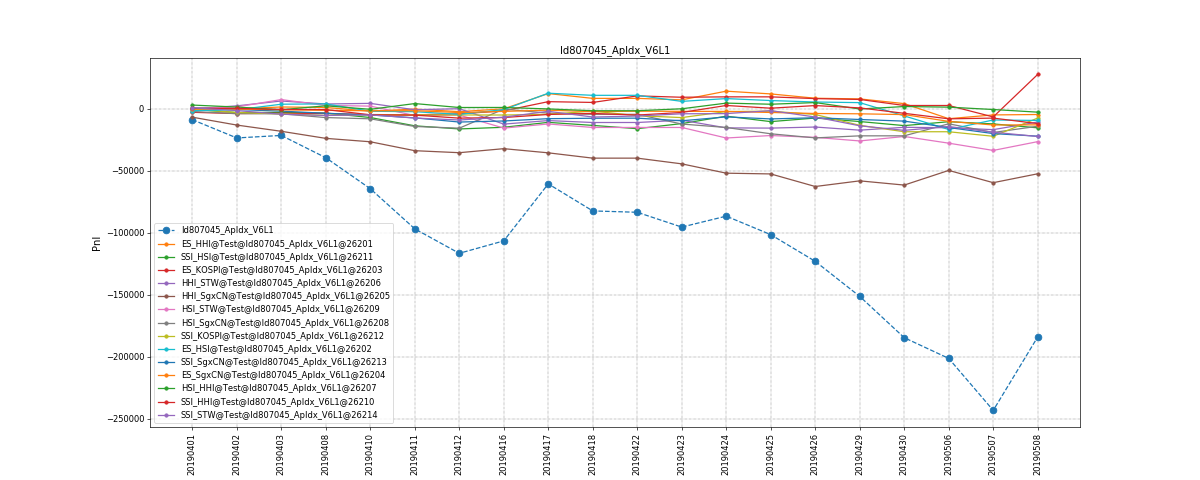 Id807045_ApIdx_V6L1
PnI
0
−50000
−100000
−150000
−200000
−250000
Id807045_ApIdx_V6L1
ES_HHI@Test@Id807045_ApIdx_V6L1@26201
SSI_HSI@Test@Id807045_ApIdx_V6L1@26211
ES_KOSPI@Test@Id807045_ApIdx_V6L1@26203
HHI_STW@Test@Id807045_ApIdx_V6L1@26206
HHI_SgxCN@Test@Id807045_ApIdx_V6L1@26205
HSI_STW@Test@Id807045_ApIdx_V6L1@26209
HSI_SgxCN@Test@Id807045_ApIdx_V6L1@26208
SSI_KOSPI@Test@Id807045_ApIdx_V6L1@26212
ES_HSI@Test@Id807045_ApIdx_V6L1@26202
SSI_SgxCN@Test@Id807045_ApIdx_V6L1@26213
ES_SgxCN@Test@Id807045_ApIdx_V6L1@26204
HSI_HHI@Test@Id807045_ApIdx_V6L1@26207
SSI_HHI@Test@Id807045_ApIdx_V6L1@26210
SSI_STW@Test@Id807045_ApIdx_V6L1@26214
20190401
20190402
20190403
20190408
20190410
20190411
20190412
20190416
20190417
20190418
20190422
20190423
20190424
20190425
20190426
20190429
20190430
20190506
20190507
20190508